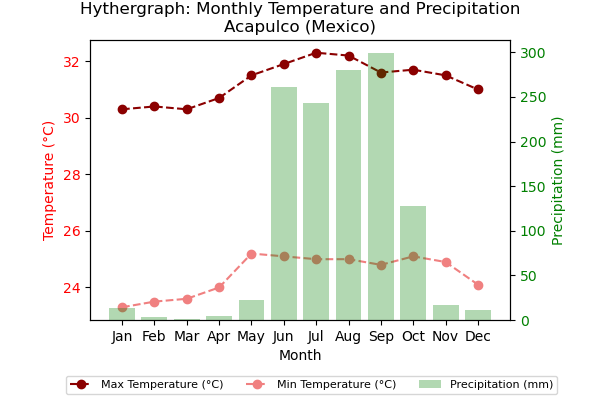 Hythergraph: Monthly Temperature and Precipitation
Acapulco (Mexico)
Temperature (°C)
32
30
28
26
24
300
250
200
150
100
50
0
Precipitation (mm)
Jan Feb Mar Apr May Jun Jul Aug Sep Oct Nov Dec
Month
Max Temperature (°C) Min Temperature (°C) Precipitation (mm)